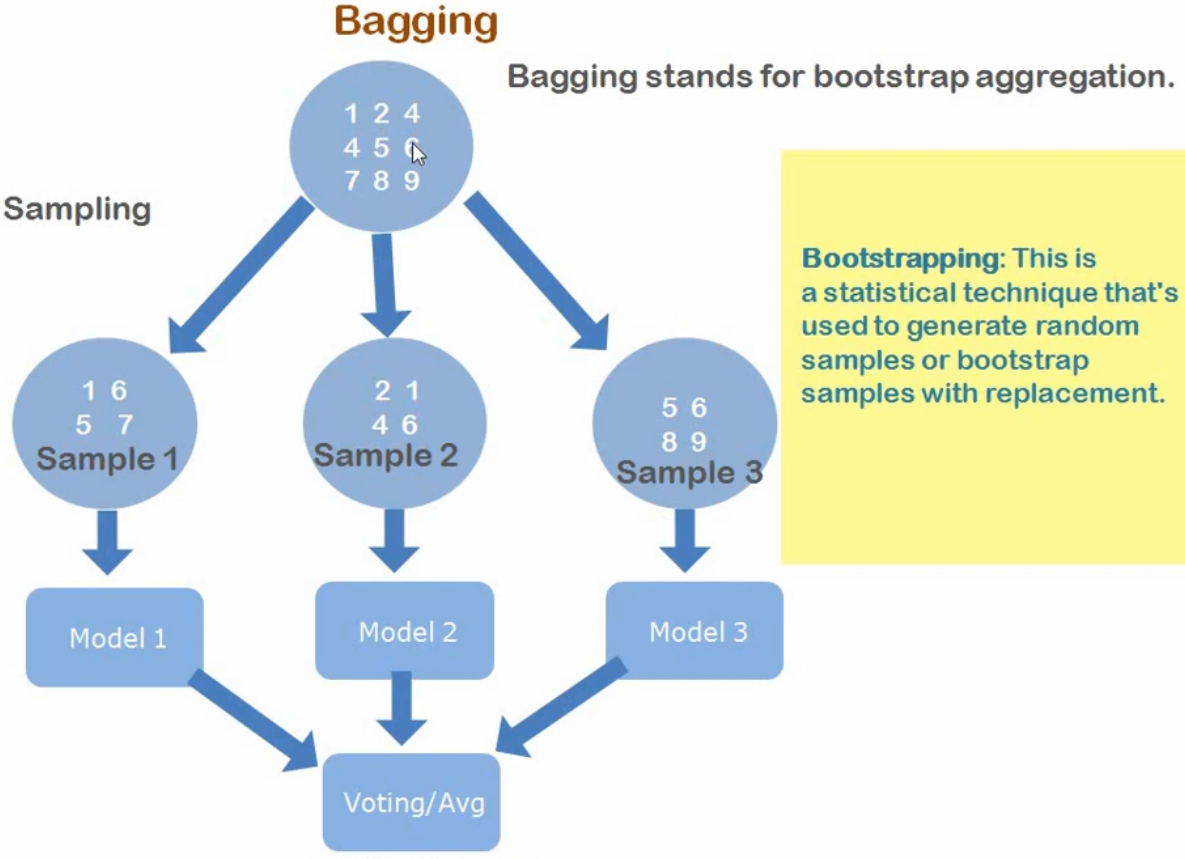 Bagging
Bagging stands for bootstrap aggregation.
1 2 4
4 5 6
7 8 9
Sampling
Bootstrapping: This is
a statistical technique that's
used to generate random
samples or bootstrap
samples with replacement.
1 6
5 7
Sample 1
2 1
4 6
Sample 2
5 6
8 9
Sample 3
Model 1
Model 2
Model 3
Voting/Avg